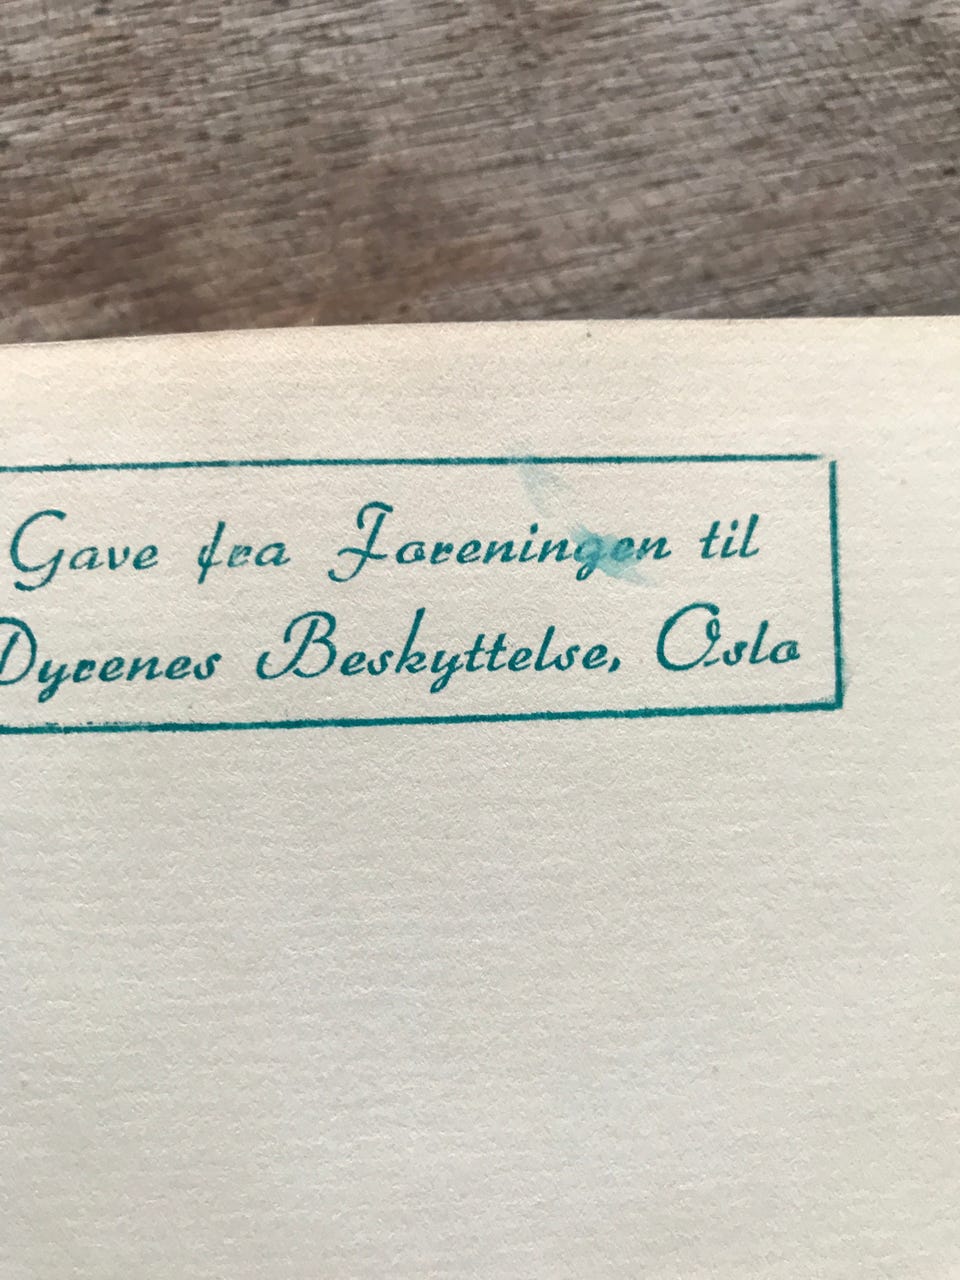 Gave fra Foreningen til
Dyrenes Beskyttelse, Oslo